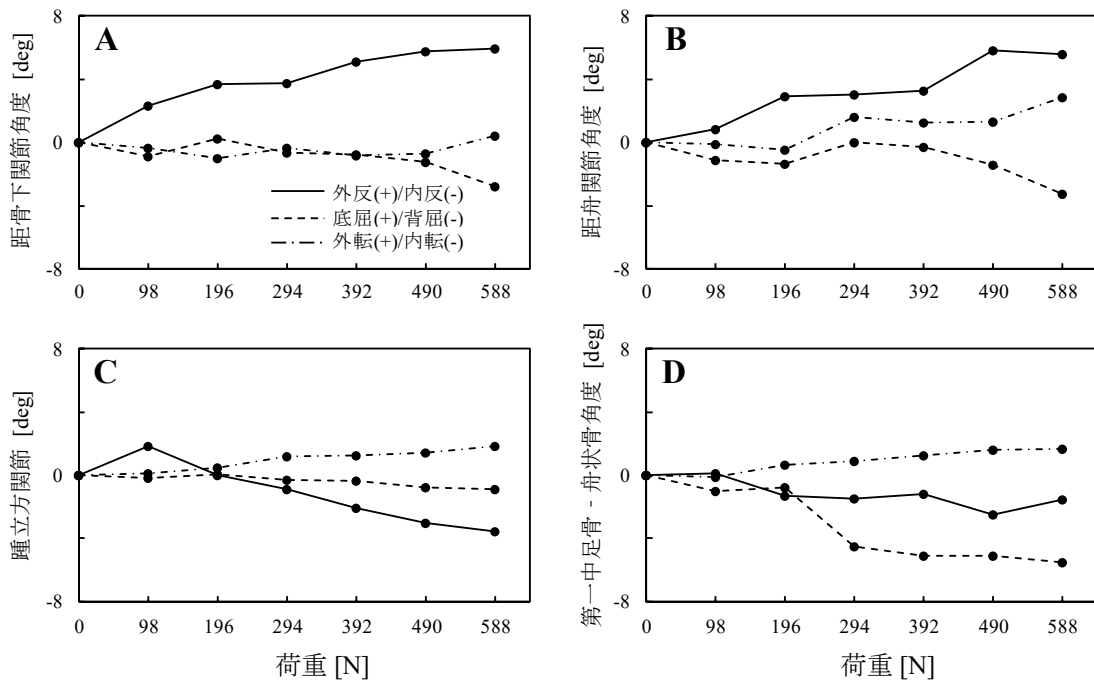 A
距骨下関節角度 [deg]
8
0
-8
外反(+)/内反(-)
底屈(+)/背屈(-)
外転(+)/内転(-)
0 98 196 294 392 490 588
B
距舟関節角度 [deg]
8
0
-8
0 98 196 294 392 490 588
C
踵立方関節 [deg]
8
0
-8
0 98 196 294 392 490 588
荷重 [N]
D
第一中足骨 - 舟状骨角度 [deg]
8
0
-8
0 98 196 294 392 490 588
荷重 [N]